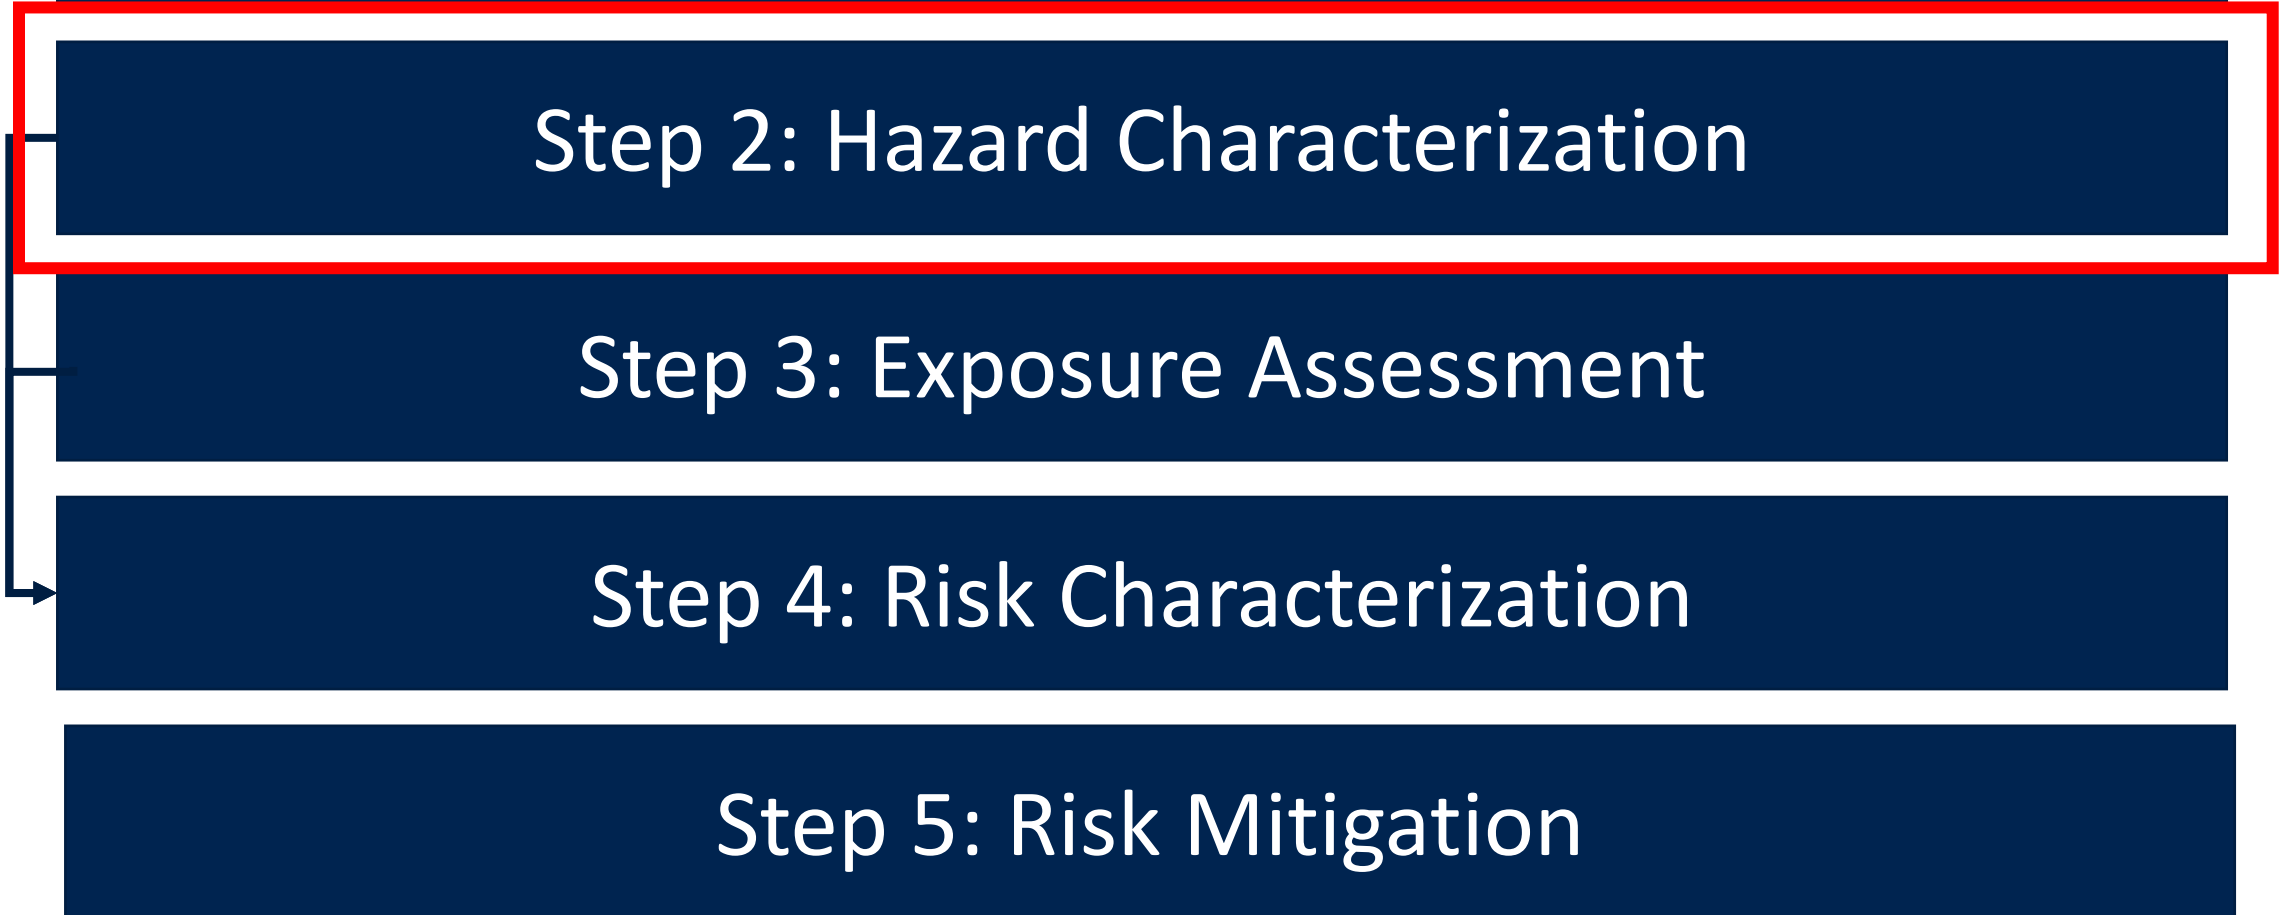 Step 2: Hazard Characterization
Step 3: Exposure Assessment
Step 4: Risk Characterization
Step 5: Risk Mitigation